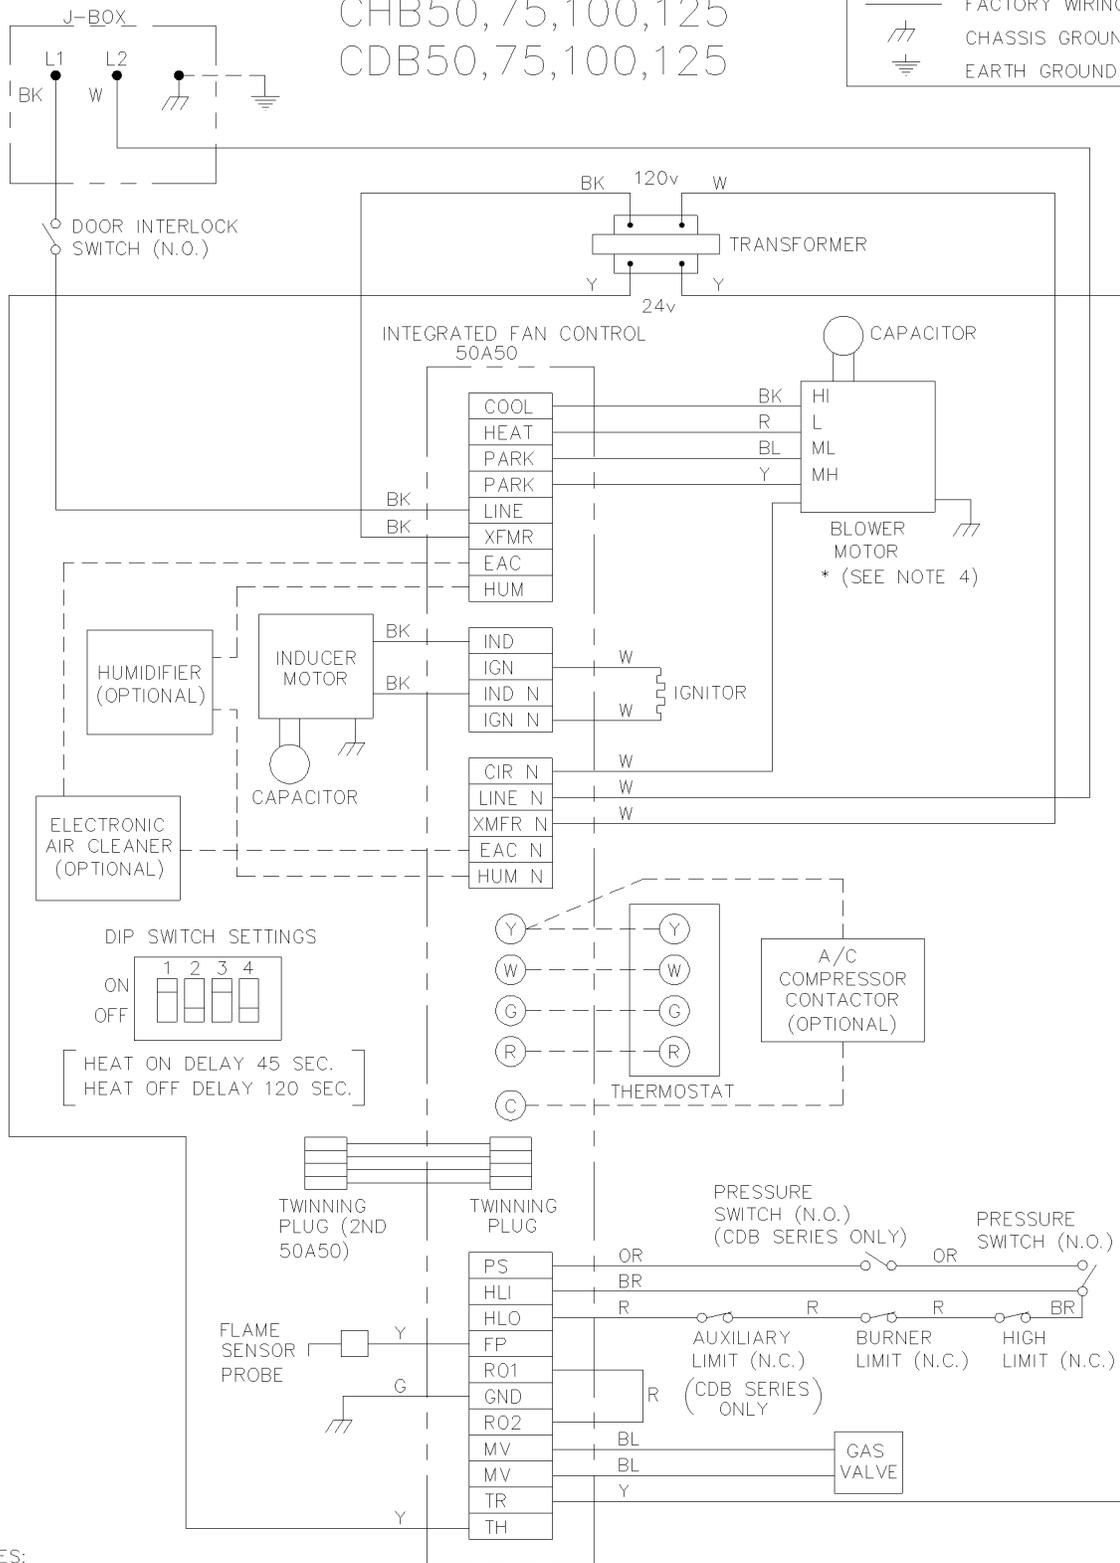 CHB50,75,100,125
CDB50,75,100,125
FACTORY WIRING
CHASSIS GROUN
EARTH GROUND
J-BOX
L1 L2
BK W
DOOR INTERLOCK
SWITCH (N.O.)
BK 120v W
TRANSFORMER
Y 24v Y
INTEGRATED FAN CONTROL
50A50
CAPACITOR
COOL BK HI
HEAT R L
PARK BL ML
PARK Y MH
BK LINE
BK XFMR
EAC
HUM
BLOWER
MOTOR
* (SEE NOTE 4)
HUMIDIFIER
(OPTIONAL)
INDUCER
MOTOR
CAPACITOR
BK IND
IGN W
BK IND N
IGN N W
IGNITOR
CIR N W
LINE N W
XMFR N W
EAC N
HUM N
ELECTRONIC
AIR CLEANER
(OPTIONAL)
DIP SWITCH SETTINGS
1 2 3 4
ON
OFF
HEAT ON DELAY 45 SEC.
HEAT OFF DELAY 120 SEC.
Y Y
W W
G G
R R
C
THERMOSTAT
A/C
COMPRESSOR
CONTACTOR
(OPTIONAL)
TWINNING
PLUG (2ND
50A50)
TWINNING
PLUG
PRESSURE
SWITCH (N.O.)
(CDB SERIES ONLY)
PRESSURE
SWITCH (N.O.)
PS OR OR
HLI BR
HLO R R R BR
AUXILIARY
LIMIT (N.C.)
(CDB SERIES
ONLY)
BURNER
LIMIT (N.C.)
HIGH
LIMIT (N.C.)
FLAME
SENSOR
PROBE
Y FP
RO1
G GND R
RO2
MV BL
MV BL
GAS
VALVE
TR Y
Y TH
ES: